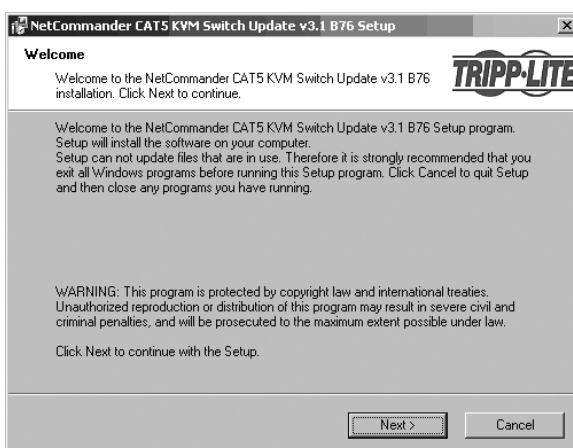 NetCommander CAT5 KVM Switch Update v3.1 B76 Setup
Welcome
Welcome to the NetCommander CAT5 KVM Switch Update v3.1 B76
installation. Click Next to continue.
TRIPP·LITE
Welcome to the NetCommander CAT5 KVM Switch Update v3.1 B76 Setup program.
Setup will install the software on your computer.
Setup can not update files that are in use. Therefore it is strongly recommended that you
exit all Windows programs before running this Setup program. Click Cancel to quit Setup
and then close any programs you have running.
WARNING: This program is protected by copyright law and international treaties.
Unauthorized reproduction or distribution of this program may result in severe civil and
criminal penalties, and will be prosecuted to the maximum extent possible under law.
Click Next to continue with the Setup.
Next >
Cancel